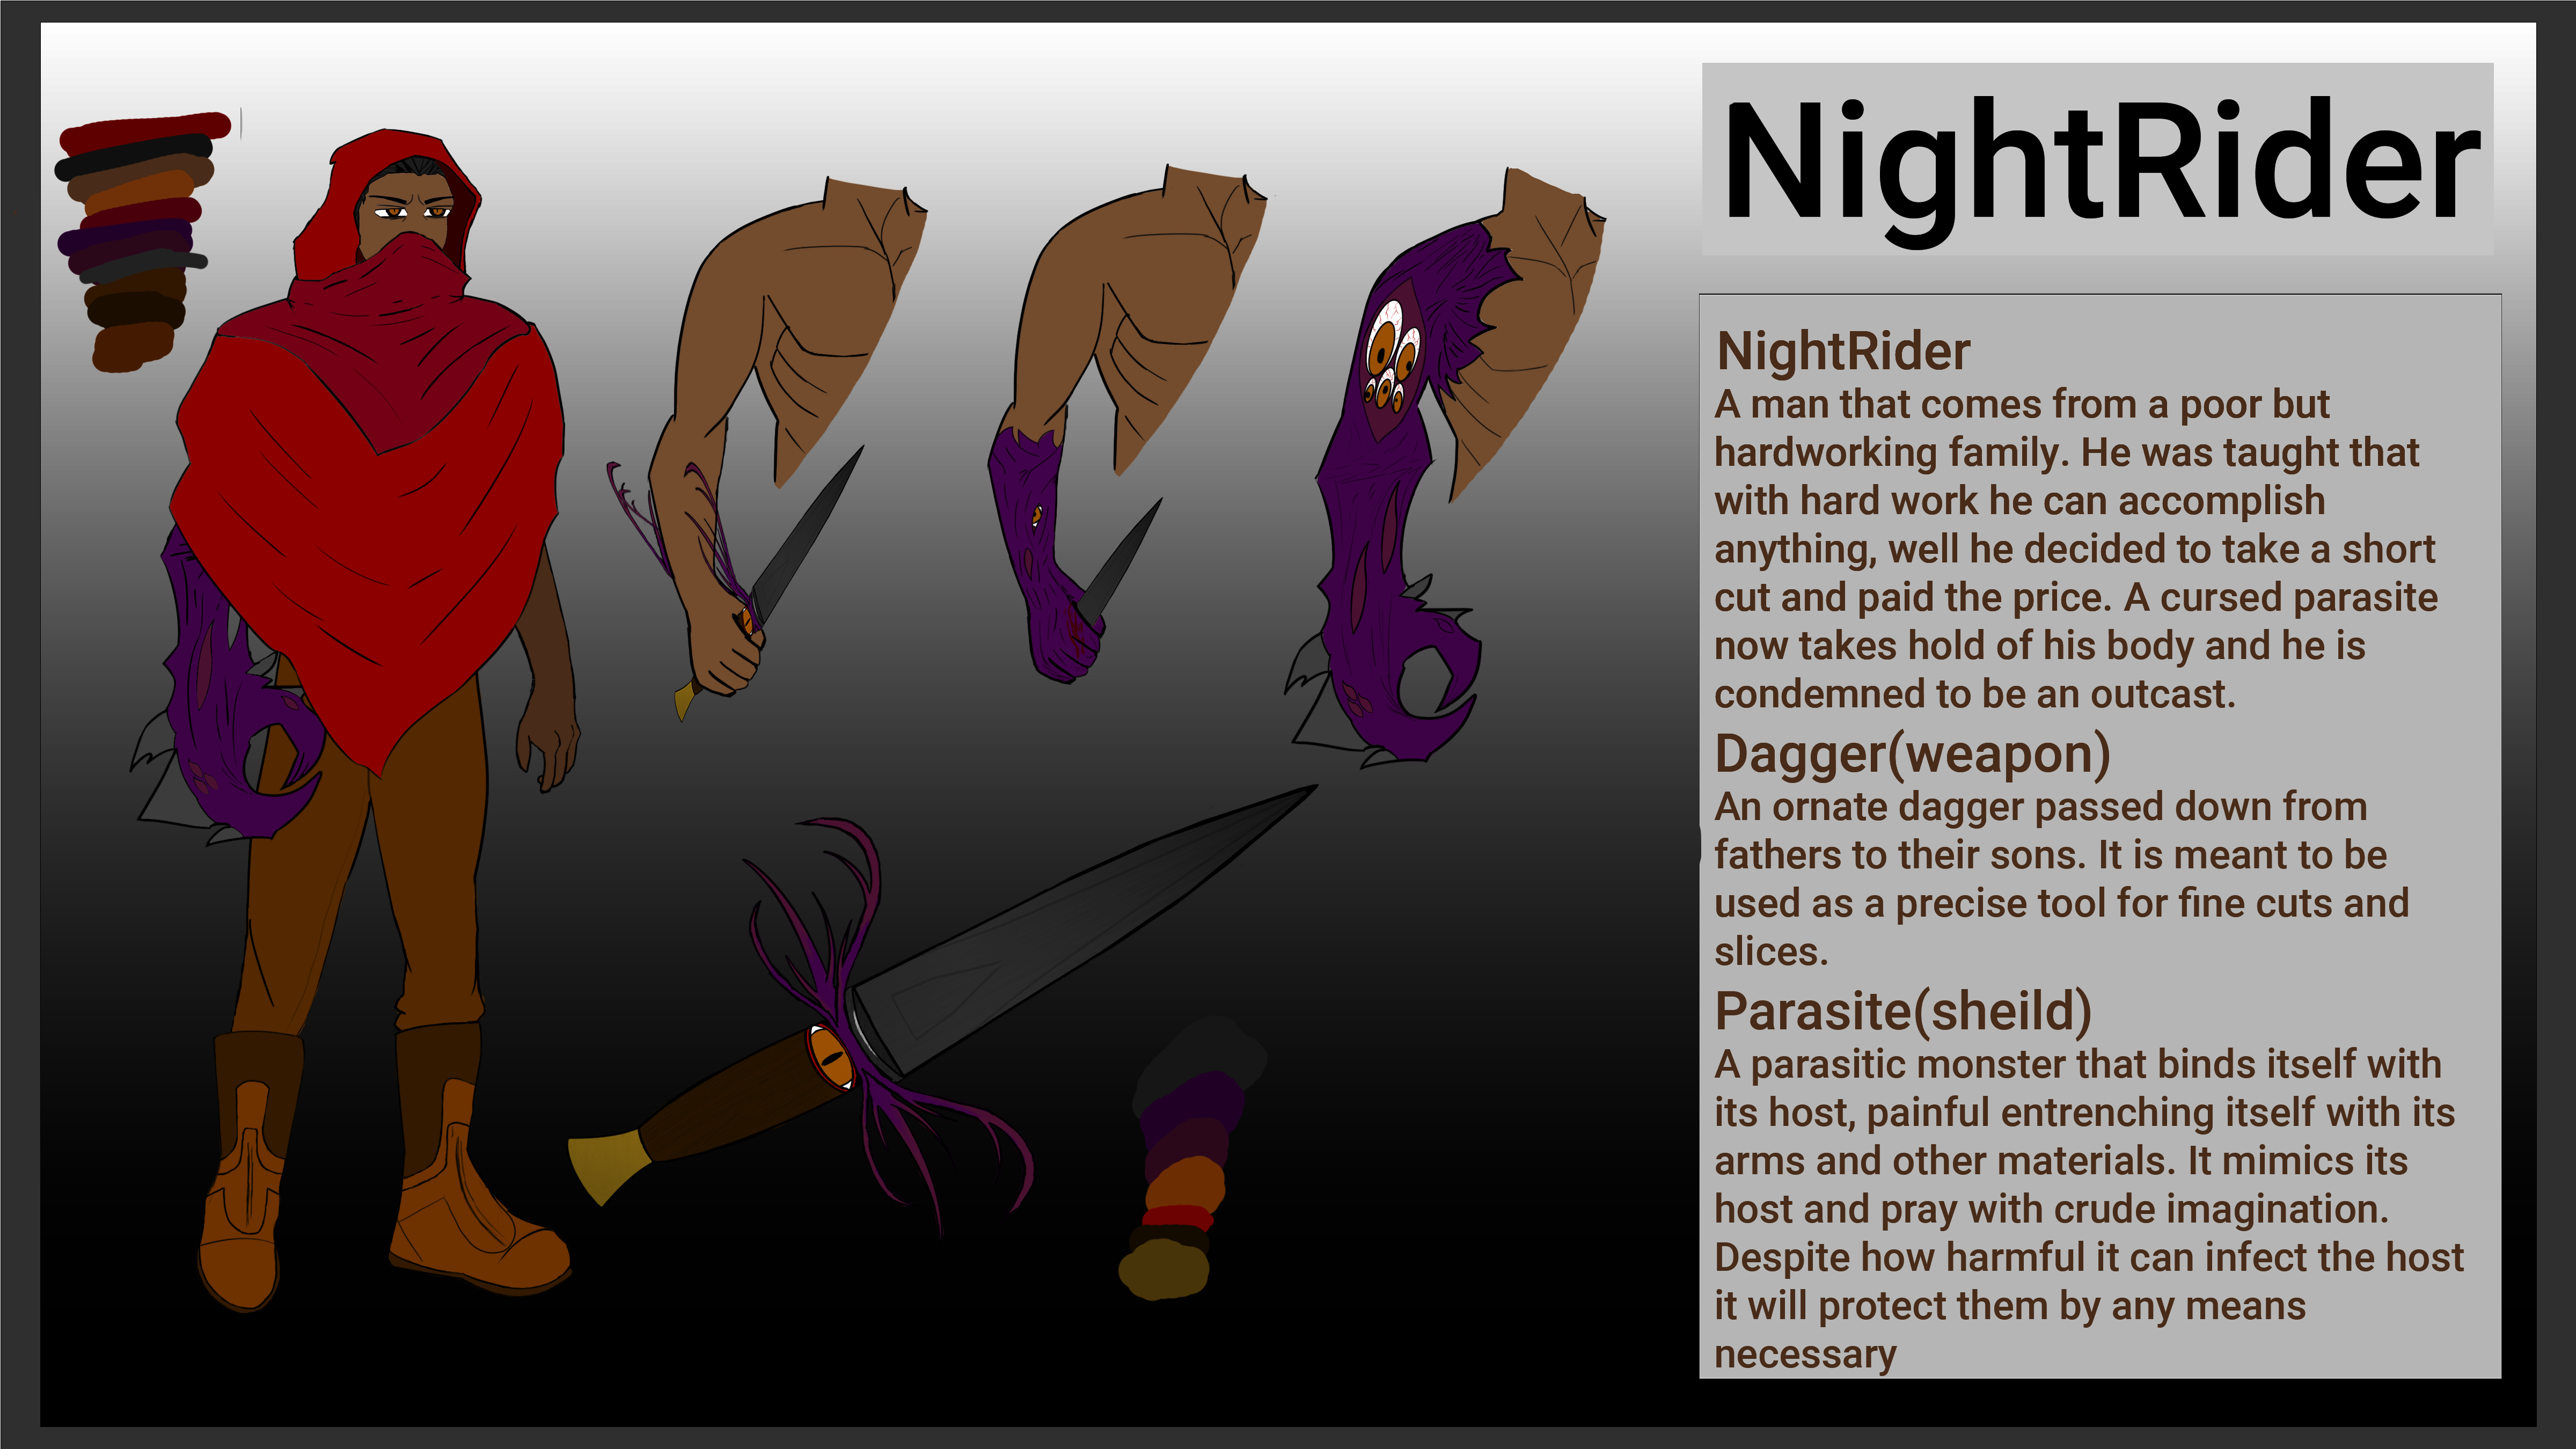 NightRider
NightRider
A man that comes from a poor but
hardworking family. He was taught that
with hard work he can accomplish
anything, well he decided to take a short
cut and paid the price. A cursed parasite
now takes hold of his body and he is
condemned to be an outcast.
Dagger(weapon)
An ornate dagger passed down from
fathers to their sons. It is meant to be
used as a precise tool for fine cuts and
slices.
Parasite(sheild)
A parasitic monster that binds itself with
its host, painful entrenching itself with its
arms and other materials. It mimics its
host and pray with crude imagination.
Despite how harmful it can infect the host
it will protect them by any means
necessary